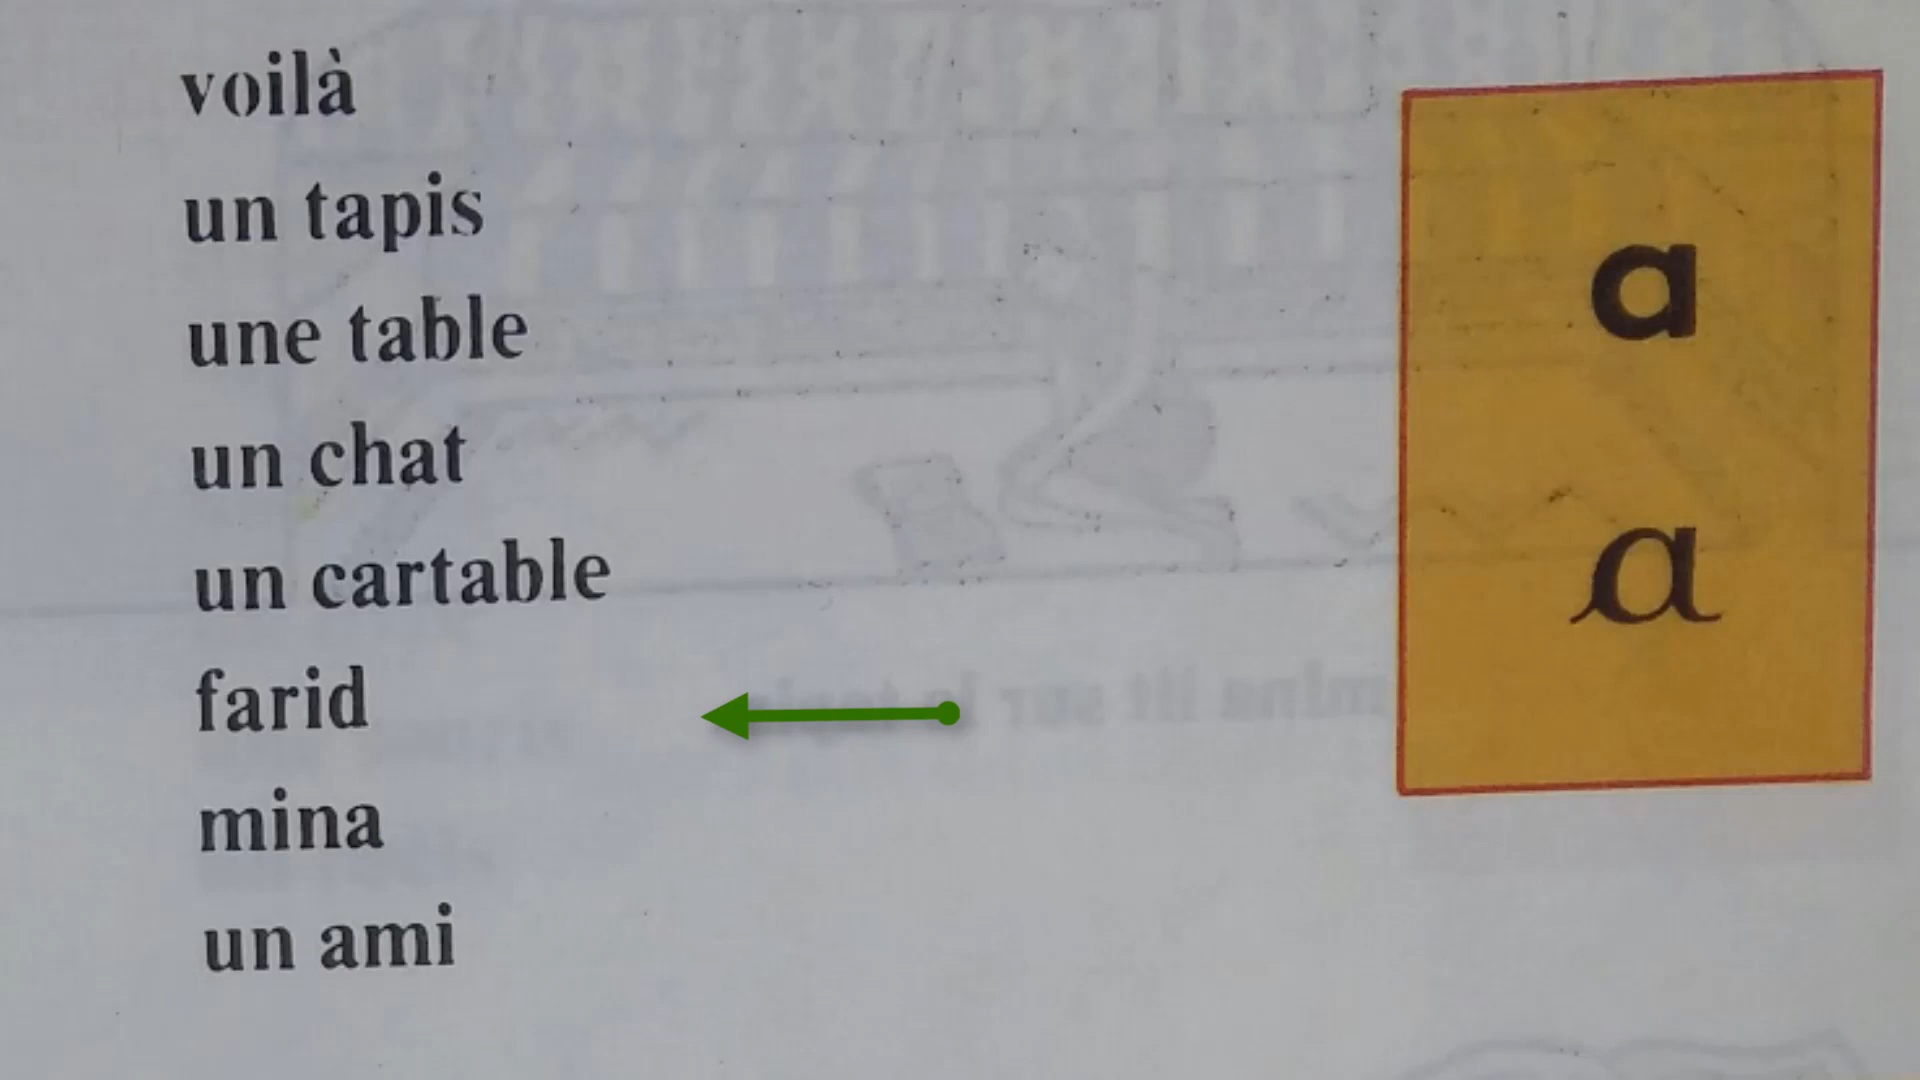 voilà
un tapis
une table
un chat
un cartable
farid
mina
un ami
a
a